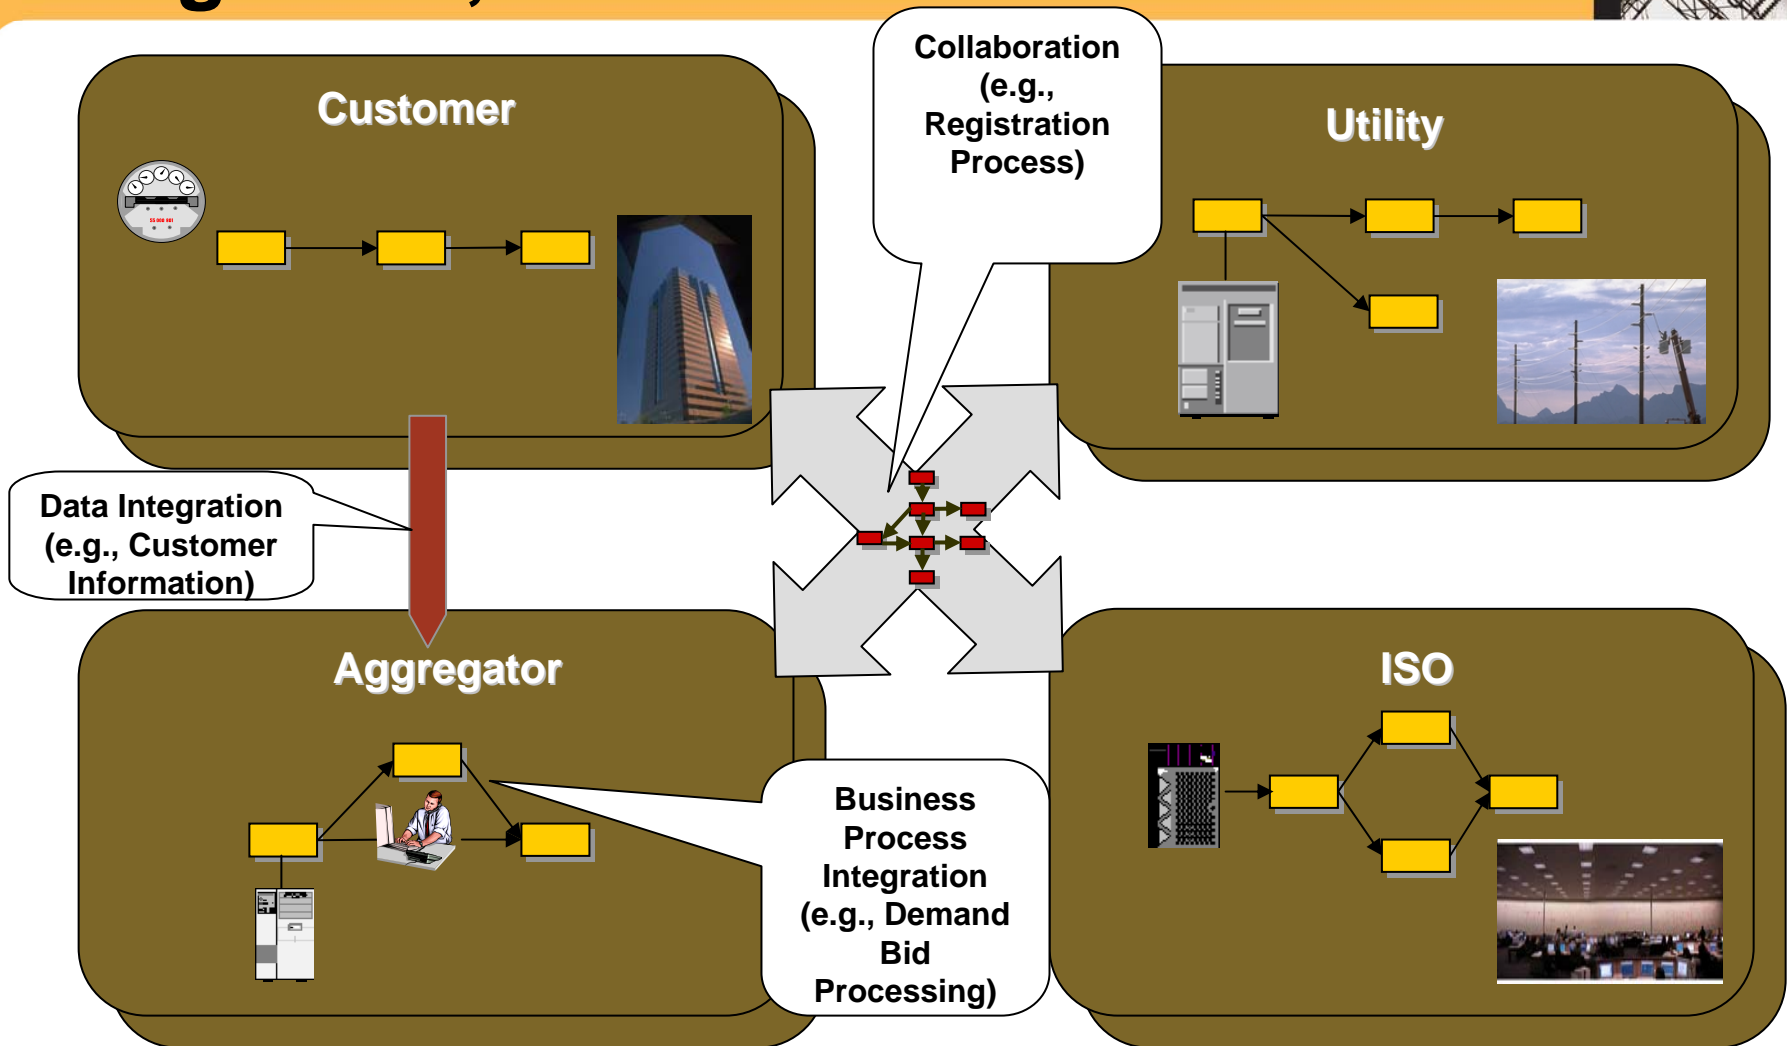 Customer
Collaboration
(e.g.,
Registration
Process)
Utility
Data Integration
(e.g., Customer
Information)
Aggregator
Business
Process
Integration
(e.g., Demand
Bid
Processing)
ISO